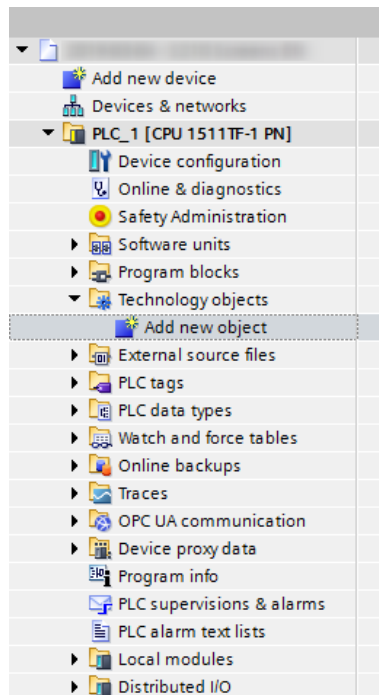 Add new device
Devices & networks
PLC_1 [CPU 1511TF-1 PN]
Device configuration
Online & diagnostics
Safety Administration
Software units
Program blocks
Technology objects
Add new object
External source files
PLC tags
PLC data types
Watch and force tables
Online backups
Traces
OPC UA communication
Device proxy data
Program info
PLC supervisions & alarms
PLC alarm text lists
Local modules
Distributed I/O